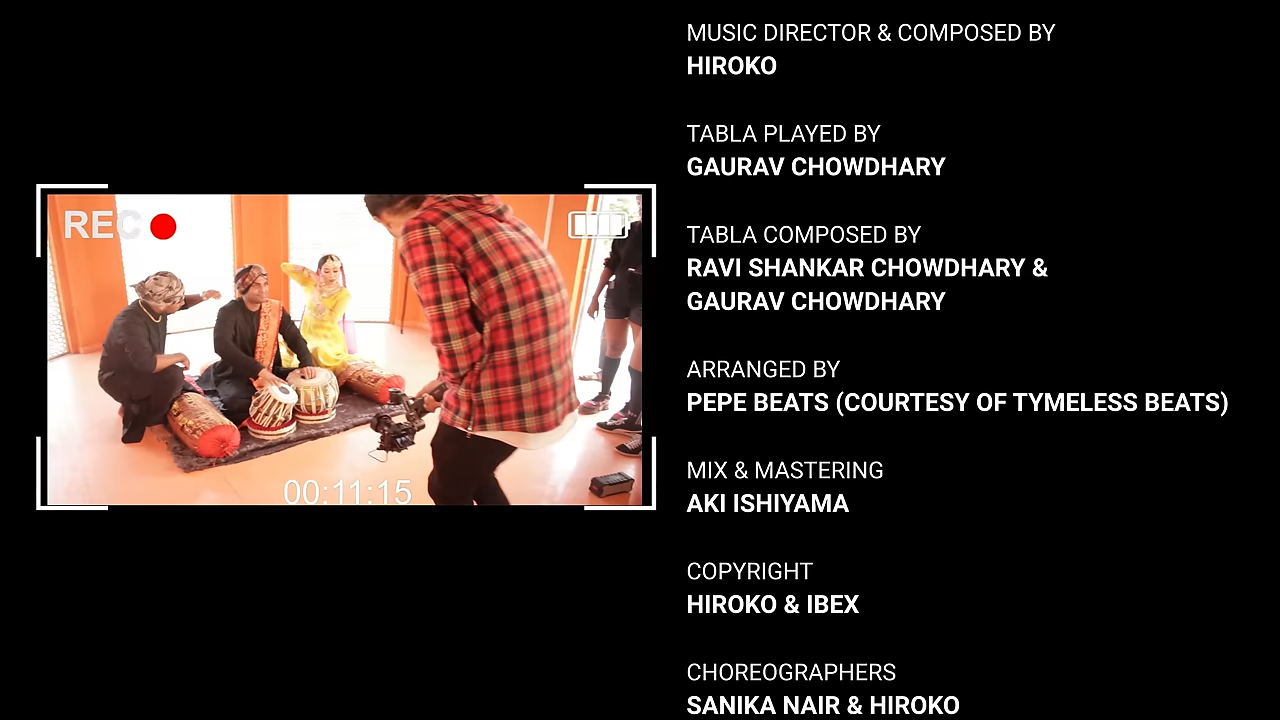 REC
00:11:15
MUSIC DIRECTOR & COMPOSED BY
HIROKO
TABLA PLAYED BY
GAURAV CHOWDHARY
TABLA COMPOSED BY
RAVI SHANKAR CHOWDHARY &
GAURAV CHOWDHARY
ARRANGED BY
PEPE BEATS (COURTESY OF TYMELESS BEATS)
MIX & MASTERING
AKI ISHIYAMA
COPYRIGHT
HIROKO & IBEX
CHOREOGRAPHERS
SANIKA NAIR & HIROKO